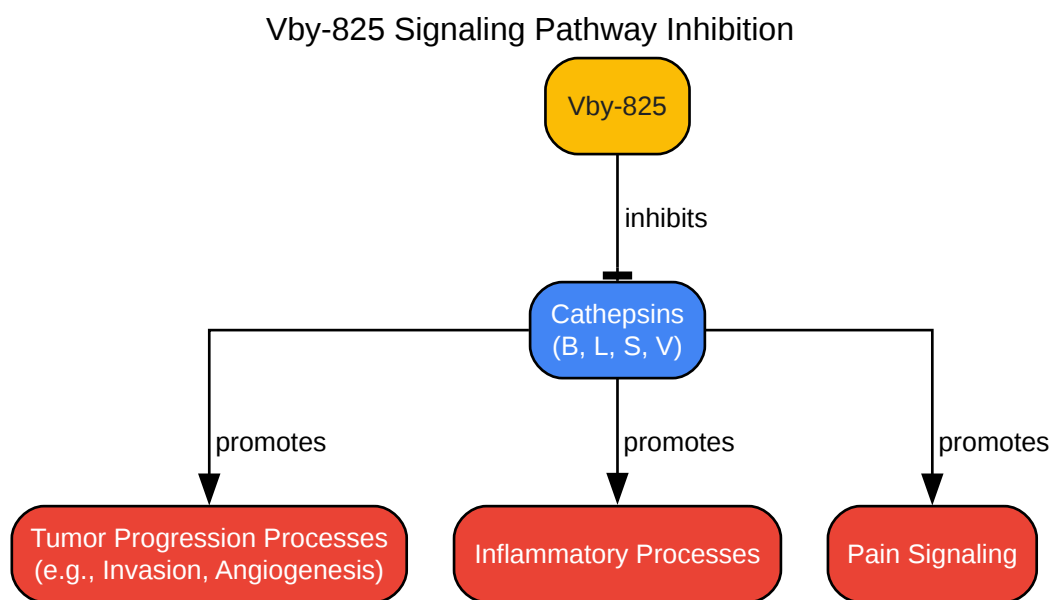 Vby-825 Signaling Pathway Inhibition
Vby-825
inhibits
Cathepsins
(B, L, S, V)
promotes
promotes
promotes
Tumor Progression Processes
(e.g., Invasion, Angiogenesis)
Inflammatory Processes
Pain Signaling